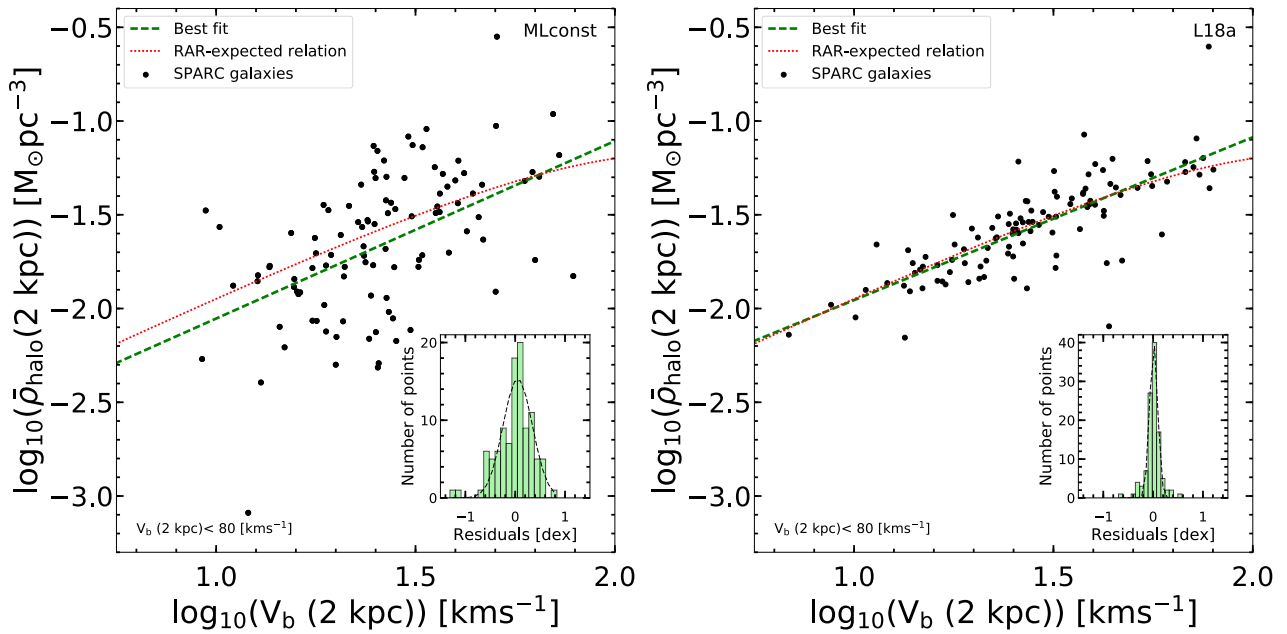 MLconst
Best fit
RAR-expected relation
SPARC galaxies
log₁₀(ρ̄halo(2 kpc)) [M⊙pc⁻³]
−0.5
−1.0
−1.5
−2.0
−2.5
−3.0
Number of points
20
10
0
−1 0 1
Residuals [dex]
V_b (2 kpc)< 80 [kms⁻¹]
1.0 1.5 2.0
log₁₀(V_b (2 kpc)) [kms⁻¹]
L18a
Best fit
RAR-expected relation
SPARC galaxies
log₁₀(ρ̄halo(2 kpc)) [M⊙pc⁻³]
−0.5
−1.0
−1.5
−2.0
−2.5
−3.0
Number of points
40
30
20
10
0
−1 0 1
Residuals [dex]
V_b (2 kpc)< 80 [kms⁻¹]
1.0 1.5 2.0
log₁₀(V_b (2 kpc)) [kms⁻¹]